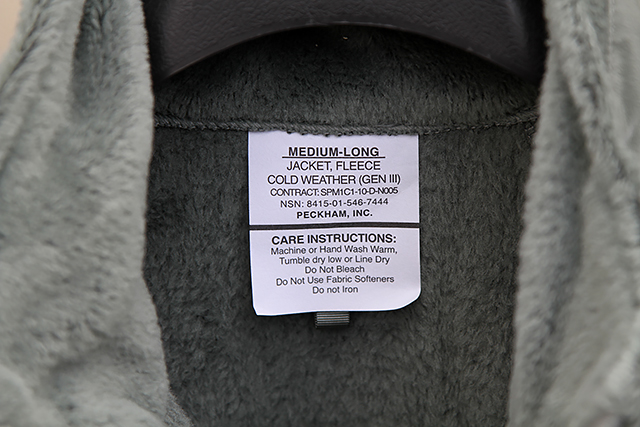 MEDIUM-LONG
JACKET, FLEECE
COLD WEATHER (GEN III)
CONTRACT: SPM1C1-10-D-N005
NSN: 8415-01-546-7444
PECKHAM, INC.
CARE INSTRUCTIONS:
Machine or Hand Wash Warm,
Tumble dry low or Line Dry
Do Not Bleach
Do Not Use Fabric Softeners
Do not Iron